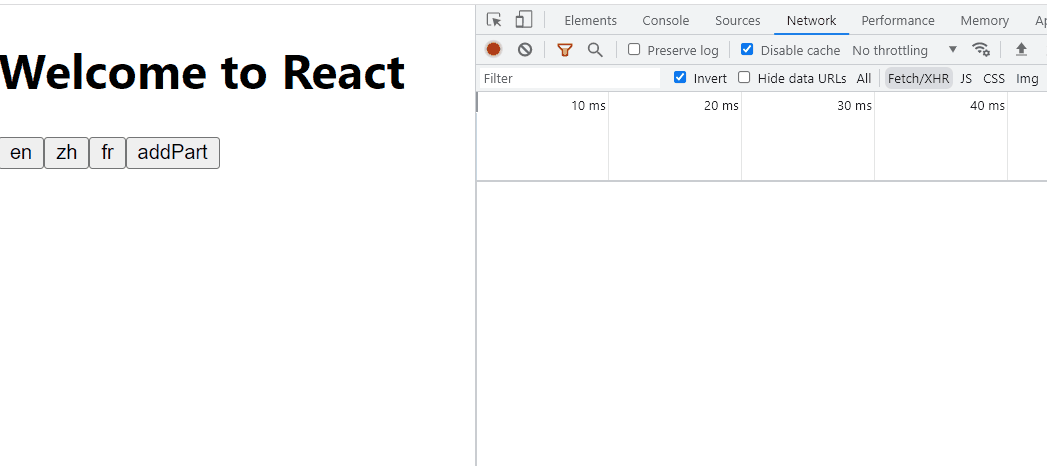 Welcome to React
en zh fr addPart
Elements Console Sources Network Performance Memory
Preserve log Disable cache No throttling
Filter Invert Hide data URLs All Fetch/XHR JS CSS Img
10 ms 20 ms 30 ms 40 ms